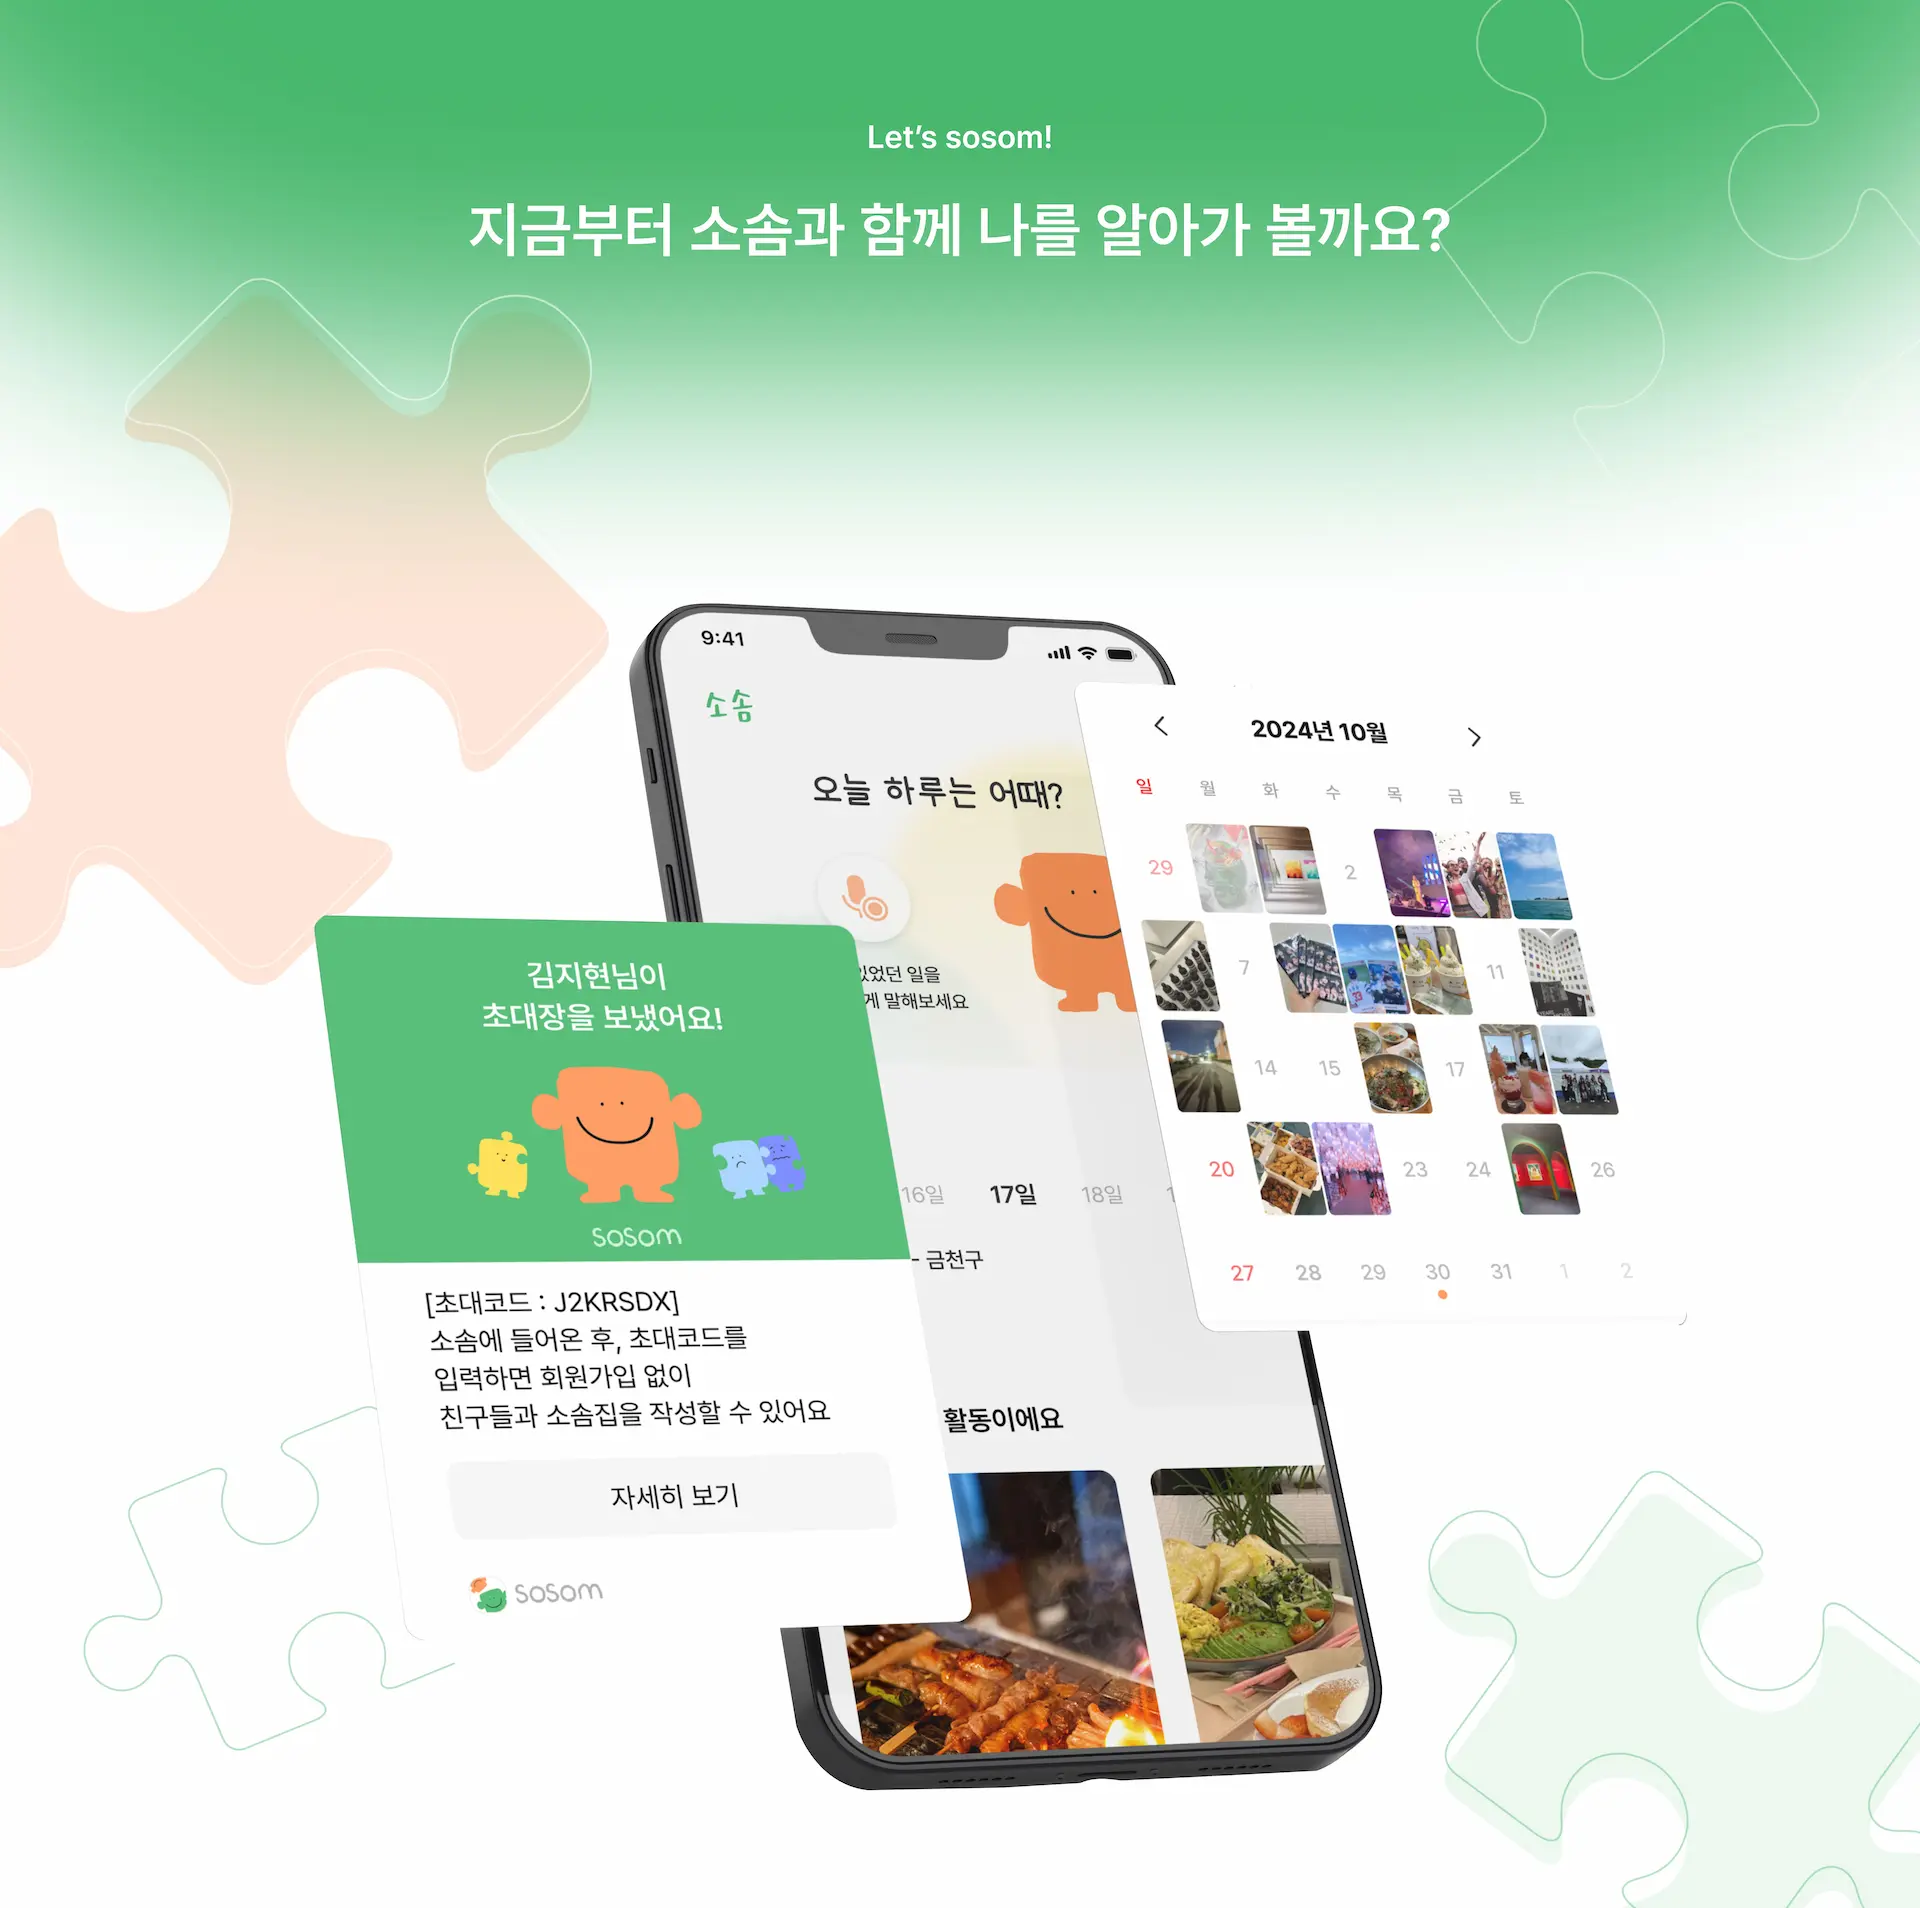 Let's sosom!
지금부터 소솜과 함께 나를 알아가 볼까요?
9:41
소솜
오늘 하루는 어때?
있었던 일을
게 말해보세요
16일 17일 18일
- 금천구
활동이에요
2024년 10월
일 월 화 수 목 금 토
29 2
7 11
14 15 17
20 23 24 26
27 28 29 30 31 1 2
김지현님이
초대장을 보냈어요!
sosom
[초대코드 : J2KRSDX]
소솜에 들어온 후, 초대코드를
입력하면 회원가입 없이
친구들과 소솜집을 작성할 수 있어요
자세히 보기
sosom